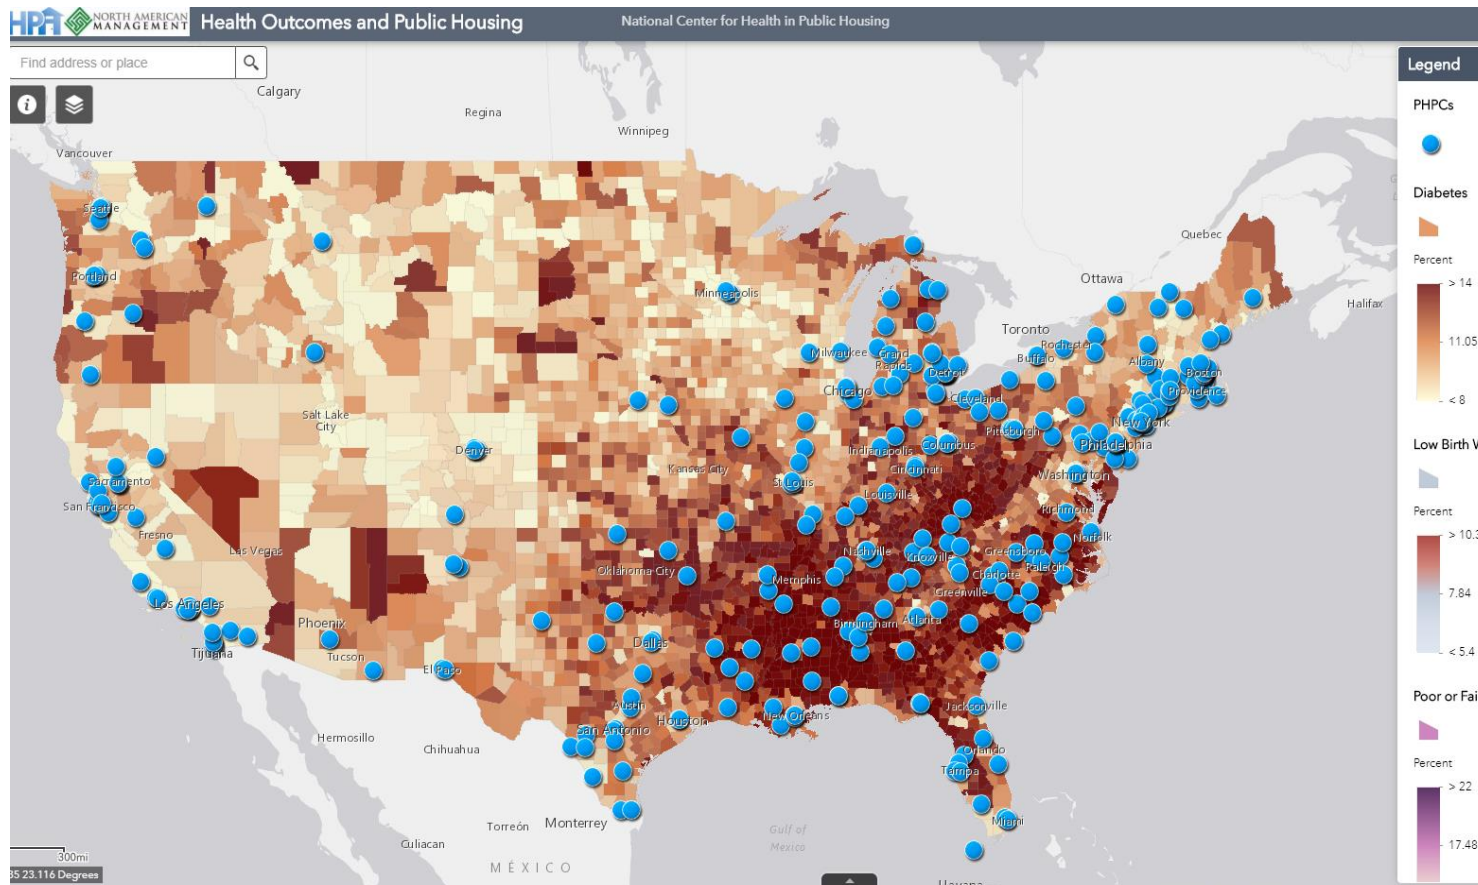 HPA NORTH AMERICAN MANAGEMENT Health Outcomes and Public Housing National Center for Health in Public Housing
Find address or place
Legend
PHPCs
Diabetes
Percent
> 14
11.05
< 8
Low Birth W
Percent
> 10.3
7.84
< 5.4
Poor or Fai
Percent
> 22
17.48
Calgary
Regina
Winnipeg
Vancouver
Seattle
Quebec
Ottawa
Portland
Minneapolis
Halifax
Toronto
Rochester
Milwaukee
Grand Rapids
Buffalo
Albany
Detroit
Boston
Chicago
Providence
Cleveland
Salt Lake City
New York
Pittsburgh
Denver
Indianapolis
Columbus
Philadelphia
Kansas City
Cincinnati
Sacramento
St Louis
Washington
Louisville
San Francisco
Richmond
Fresno
Norfolk
Las Vegas
Nashville
Knoxville
Greensboro
Raleigh
Oklahoma City
Memphis
Charlotte
Greenville
Los Angeles
Phoenix
Birmingham
Atlanta
Dallas
Tijuana
Tucson
El Paso
Austin
Jacksonville
Houston
New Orleans
San Antonio
Hermosillo
Chihuahua
Orlando
Tampa
Miami
Torreón
Monterrey
Gulf of
Mexico
Culiacan
MÉXICO
300mi
35 23.116 Degrees
Havana